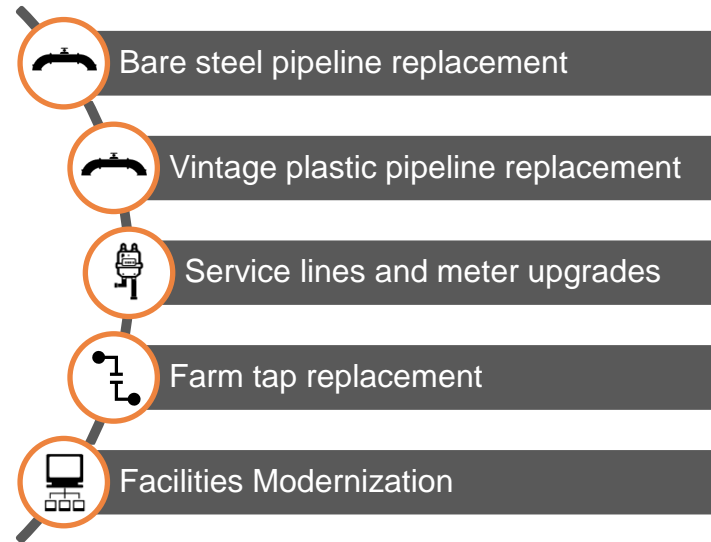 Bare steel pipeline replacement
Vintage plastic pipeline replacement
Service lines and meter upgrades
Farm tap replacement
Facilities Modernization